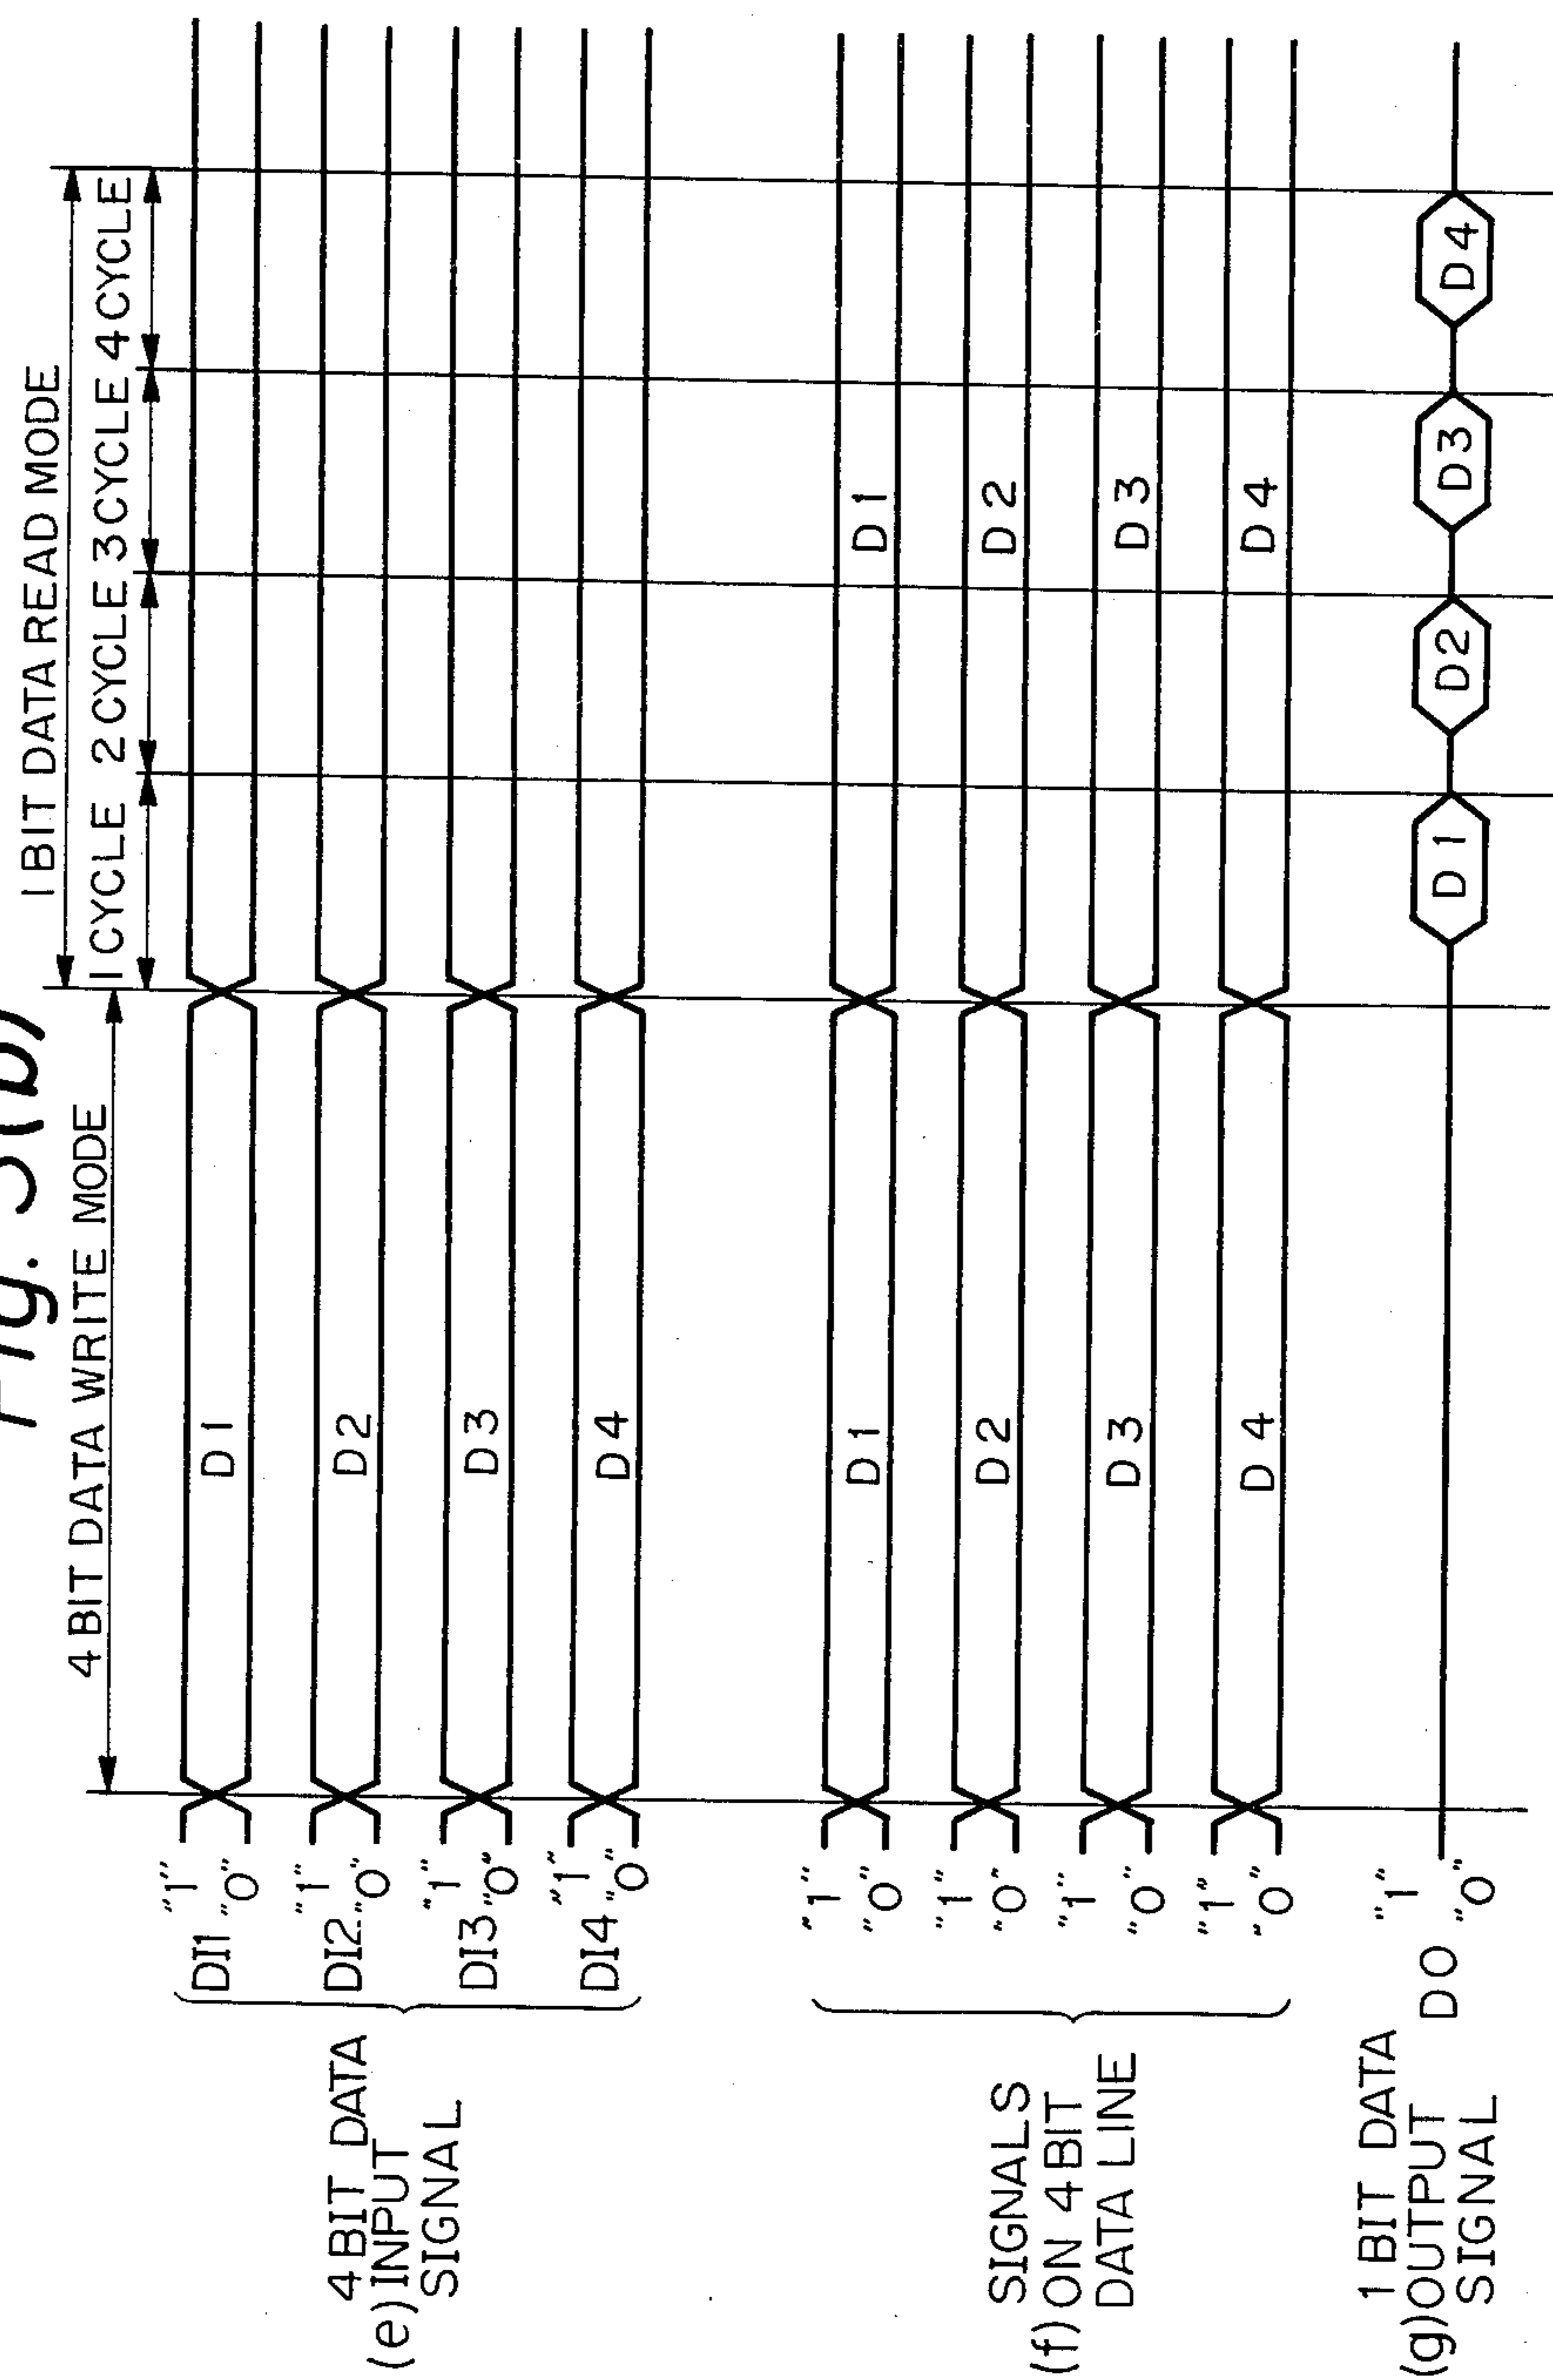 Fig. (b)
4 BIT DATA WRITE MODE
1 BIT DATA READ MODE
1 CYCLE 2 CYCLE 3 CYCLE 4 CYCLE
4 BIT DATA
(e) INPUT
SIGNAL
DI1 "1" "0" D1
DI2 "1" "0" D2
DI3 "1" "0" D3
DI4 "1" "0" D4
SIGNALS
(f) ON 4 BIT
DATA LINE
"1" "0" D1 D1
"1" "0" D2 D2
"1" "0" D3 D3
"1" "0" D4 D4
1 BIT DATA
(g) OUTPUT
SIGNAL
DO "1" "0" D1 D2 D3 D4